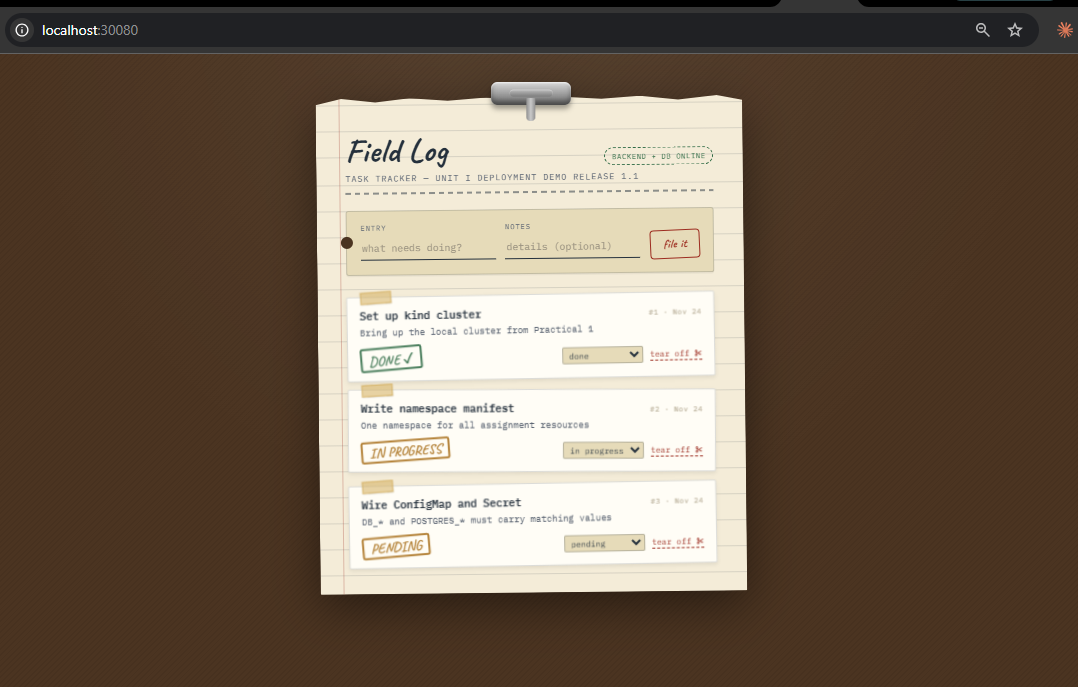 localhost:30080
Field Log
BACKEND + DB ONLINE
TASK TRACKER — UNIT I DEPLOYMENT DEMO RELEASE 1.1
ENTRY
NOTES
what needs doing?
details (optional)
file it
Set up kind cluster
#1 · Nov 24
Bring up the local cluster from Practical 1
DONE ✓
done
tear off ✂
Write namespace manifest
#2 · Nov 24
One namespace for all assignment resources
IN PROGRESS
in progress
tear off ✂
Wire ConfigMap and Secret
#3 · Nov 24
DB_* and POSTGRES_* must carry matching values
PENDING
pending
tear off ✂